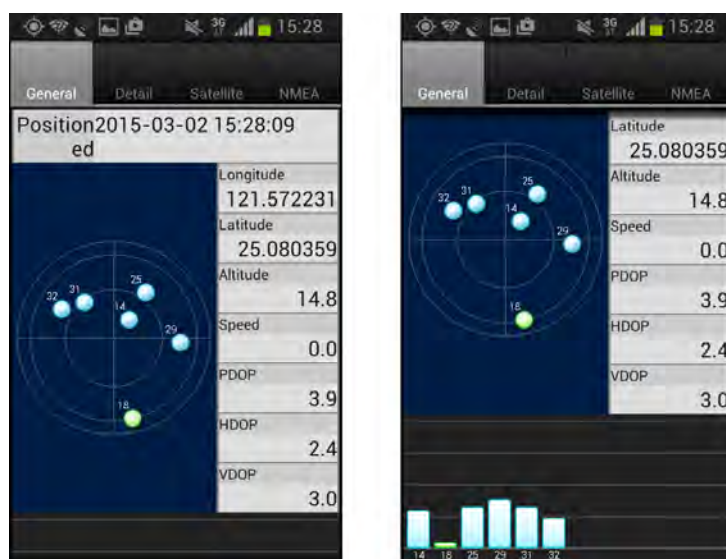 3G 15:28
General Detail Satellite NMEA
Position2015-03-02 15:28:09
ed
Longitude
121.572231
Latitude
25.080359
Altitude
14.8
Speed
0.0
PDOP
3.9
HDOP
2.4
VDOP
3.0
32 31 25
14
29
18
3G 15:28
General Detail Satellite NMEA
Latitude
25.080359
Altitude
14.8
Speed
0.0
PDOP
3.9
HDOP
2.4
VDOP
3.0
32 31 25
14
29
18
14 18 25 29 31 32